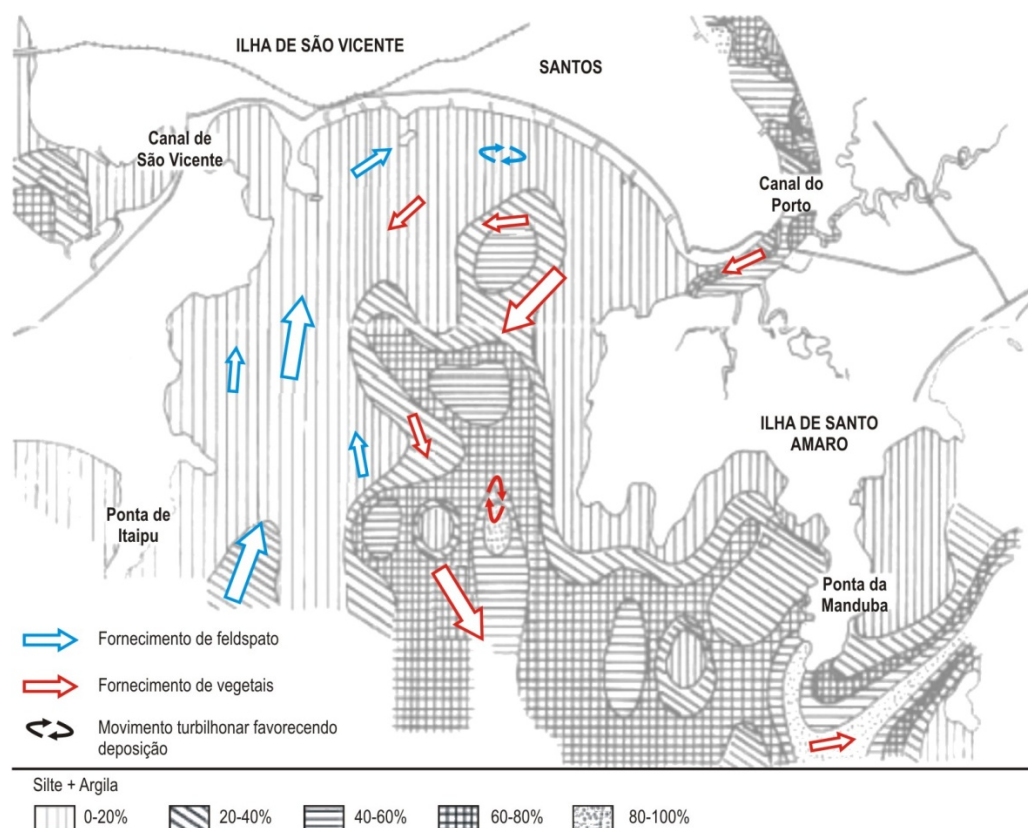 ILHA DE SÃO VICENTE
SANTOS
Canal de
São Vicente
Canal do
Porto
ILHA DE SANTO
AMARO
Ponta de
Itaipu
Ponta da
Manduba
Fornecimento de feldspato
Fornecimento de vegetais
Movimento turbilhonar favorecendo
deposição
Silte + Argila
0-20%
20-40%
40-60%
60-80%
80-100%